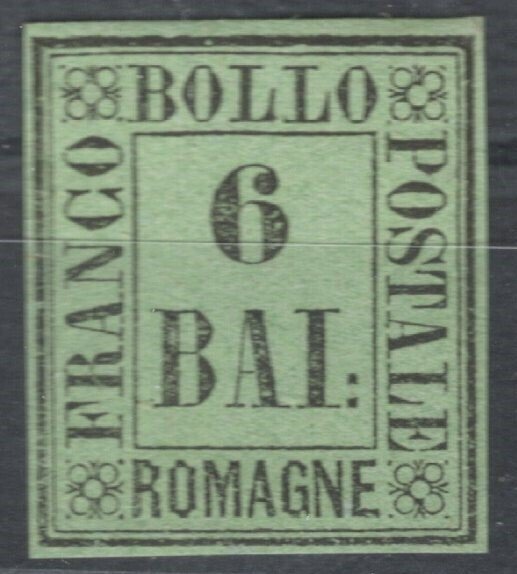 BOLLO
FRANCO
POSTALE
6
BAI:
ROMAGNE